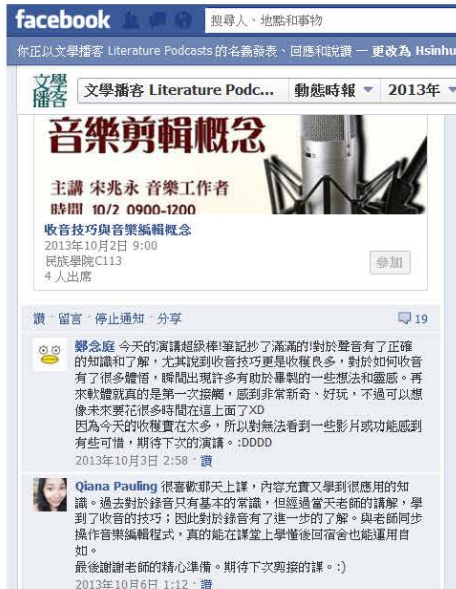 facebook
搜尋人、地點和事物
你正以文學播客 Literature Podcasts 的名義發表、回應和說讚 — 更改為 Hsinhu
文學
播客
文學播客 Literature Podc...
動態時報
2013年
音樂剪輯概念
主講 宋兆永 音樂工作者
時間 10/2 0900-1200
收音技巧與音樂編輯概念
2013年10月2日 9:00
民族學院C113
4 人出席
參加
讚 · 留言 · 停止通知 · 分享
19
鄭念庭 今天的演講超級棒!筆記抄了滿滿的!對於聲音有了正確
的知識和了解，尤其說到收音技巧更是收穫良多，對於如何收音
有了很多體悟，瞬間出現許多有助於畢製的一些想法和靈感。再
來軟體就真的是第一次接觸，感到非常新奇、好玩，不過可以想
像未來要花很多時間在這上面了XD
因為今天的收穫實在太多，所以對無法看到一些影片或功能感到
有些可惜，期待下次的演講。:DDDD
2013年10月3日 2:58 · 讚
Qiana Pauling 很喜歡那天上課，內容充實又學到很應用的知
識。過去對於錄音只有基本的常識，但經過當天老師的講解，學
到了收音的技巧；因此對於錄音有了進一步的了解。與老師同步
操作音樂編輯程式，真的能在課堂上學懂後回宿舍也能運用自
如。
最後謝謝老師的精心準備。期待下次剪接的課。:)
2013年10月6日 1:12 · 讚